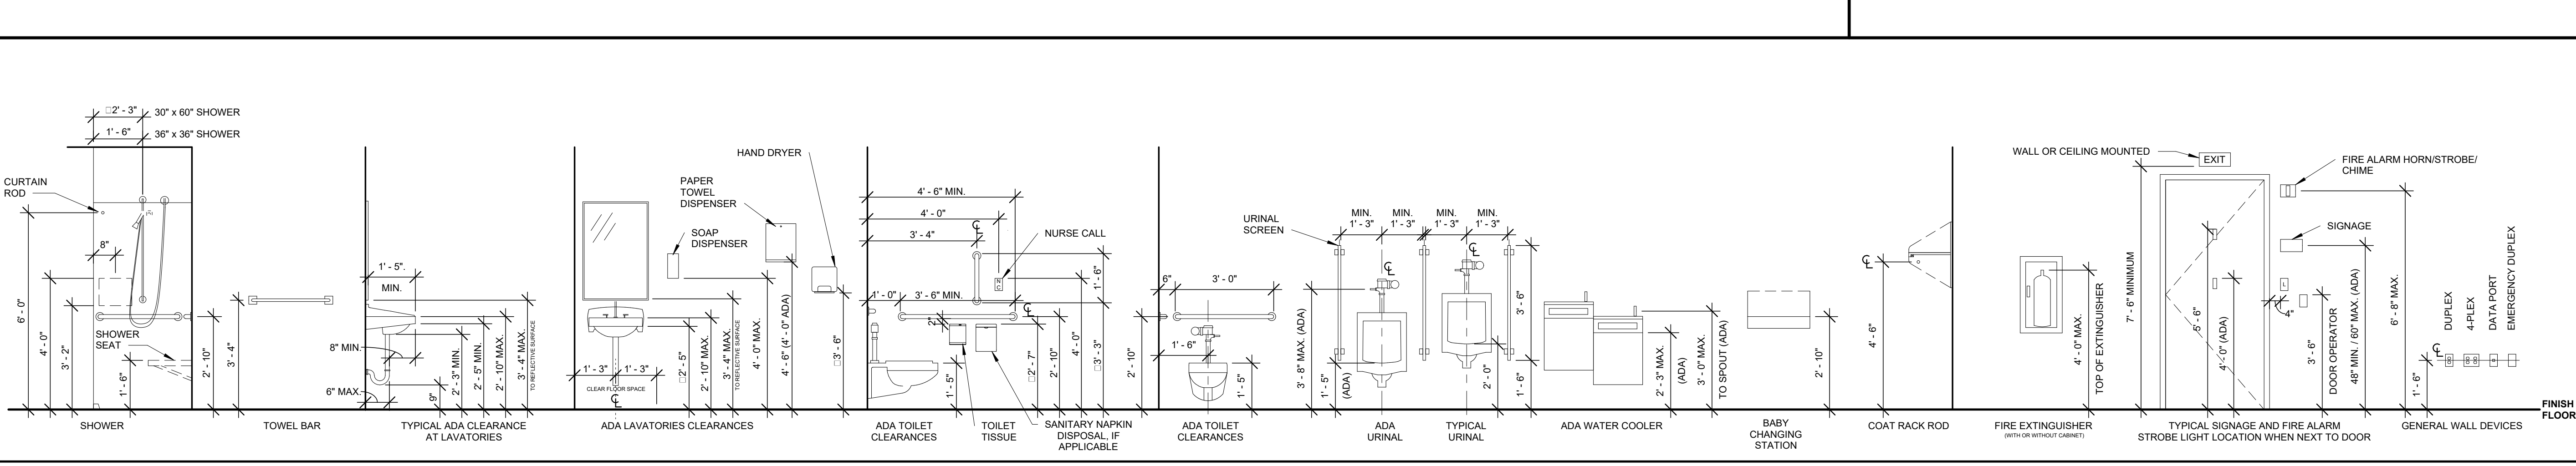 □2' - 3"
30" x 60" SHOWER
1' - 6"
36" x 36" SHOWER
CURTAIN
ROD
8"
SHOWER
SEAT
6' - 0"
4' - 0"
3' - 2"
1' - 6"
2' - 10"
SHOWER
3' - 4"
TOWEL BAR
1' - 5".
MIN.
8" MIN.
6" MAX.
9"
2' - 3" MIN.
2' - 5" MIN.
2' - 10" MAX.
3' - 4" MAX.
TO REFLECTIVE SURFACE
TYPICAL ADA CLEARANCE
AT LAVATORIES
HAND DRYER
PAPER
TOWEL
DISPENSER
SOAP
DISPENSER
1' - 3"
1' - 3"
CLEAR FLOOR SPACE
□2' - 5"
2' - 10" MAX.
3' - 4" MAX.
TO REFLECTIVE SURFACE
4' - 0" MAX.
4' - 6" (4' - 0" ADA)
□3' - 6"
ADA LAVATORIES CLEARANCES
4' - 6" MIN.
4' - 0"
3' - 4"
NURSE CALL
N
C
1' - 0"
3' - 6" MIN.
2"
1' - 5"
□2' - 7"
2' - 10"
4' - 0"
1' - 6"
□3' - 3"
2' - 10"
ADA TOILET
CLEARANCES
TOILET
TISSUE
SANITARY NAPKIN
DISPOSAL, IF
APPLICABLE
6"
3' - 0"
1' - 6"
1' - 5"
ADA TOILET
CLEARANCES
URINAL
SCREEN
MIN.
1' - 3"
MIN.
1' - 3"
MIN.
1' - 3"
MIN.
1' - 3"
3' - 8" MAX. (ADA)
1' - 5"
(ADA)
2' - 0"
3' - 6"
1' - 6"
ADA
URINAL
TYPICAL
URINAL
2' - 3" MAX.
(ADA)
3' - 0" MAX.
TO SPOUT (ADA)
ADA WATER COOLER
2' - 10"
BABY
CHANGING
STATION
4' - 6"
COAT RACK ROD
4' - 0" MAX.
TOP OF EXTINGUISHER
FIRE EXTINGUISHER
(WITH OR WITHOUT CABINET)
WALL OR CEILING MOUNTED
EXIT
FIRE ALARM HORN/STROBE/
CHIME
SIGNAGE
L
4"
7' - 6" MINIMUM
5' - 6"
4' - 0" (ADA)
3' - 6"
DOOR OPERATOR
48" MIN. / 60" MAX. (ADA)
6' - 8" MAX.
TYPICAL SIGNAGE AND FIRE ALARM
STROBE LIGHT LOCATION WHEN NEXT TO DOOR
1' - 6"
DUPLEX
4-PLEX
DATA PORT
EMERGENCY DUPLEX
GENERAL WALL DEVICES
FINISH
FLOOR